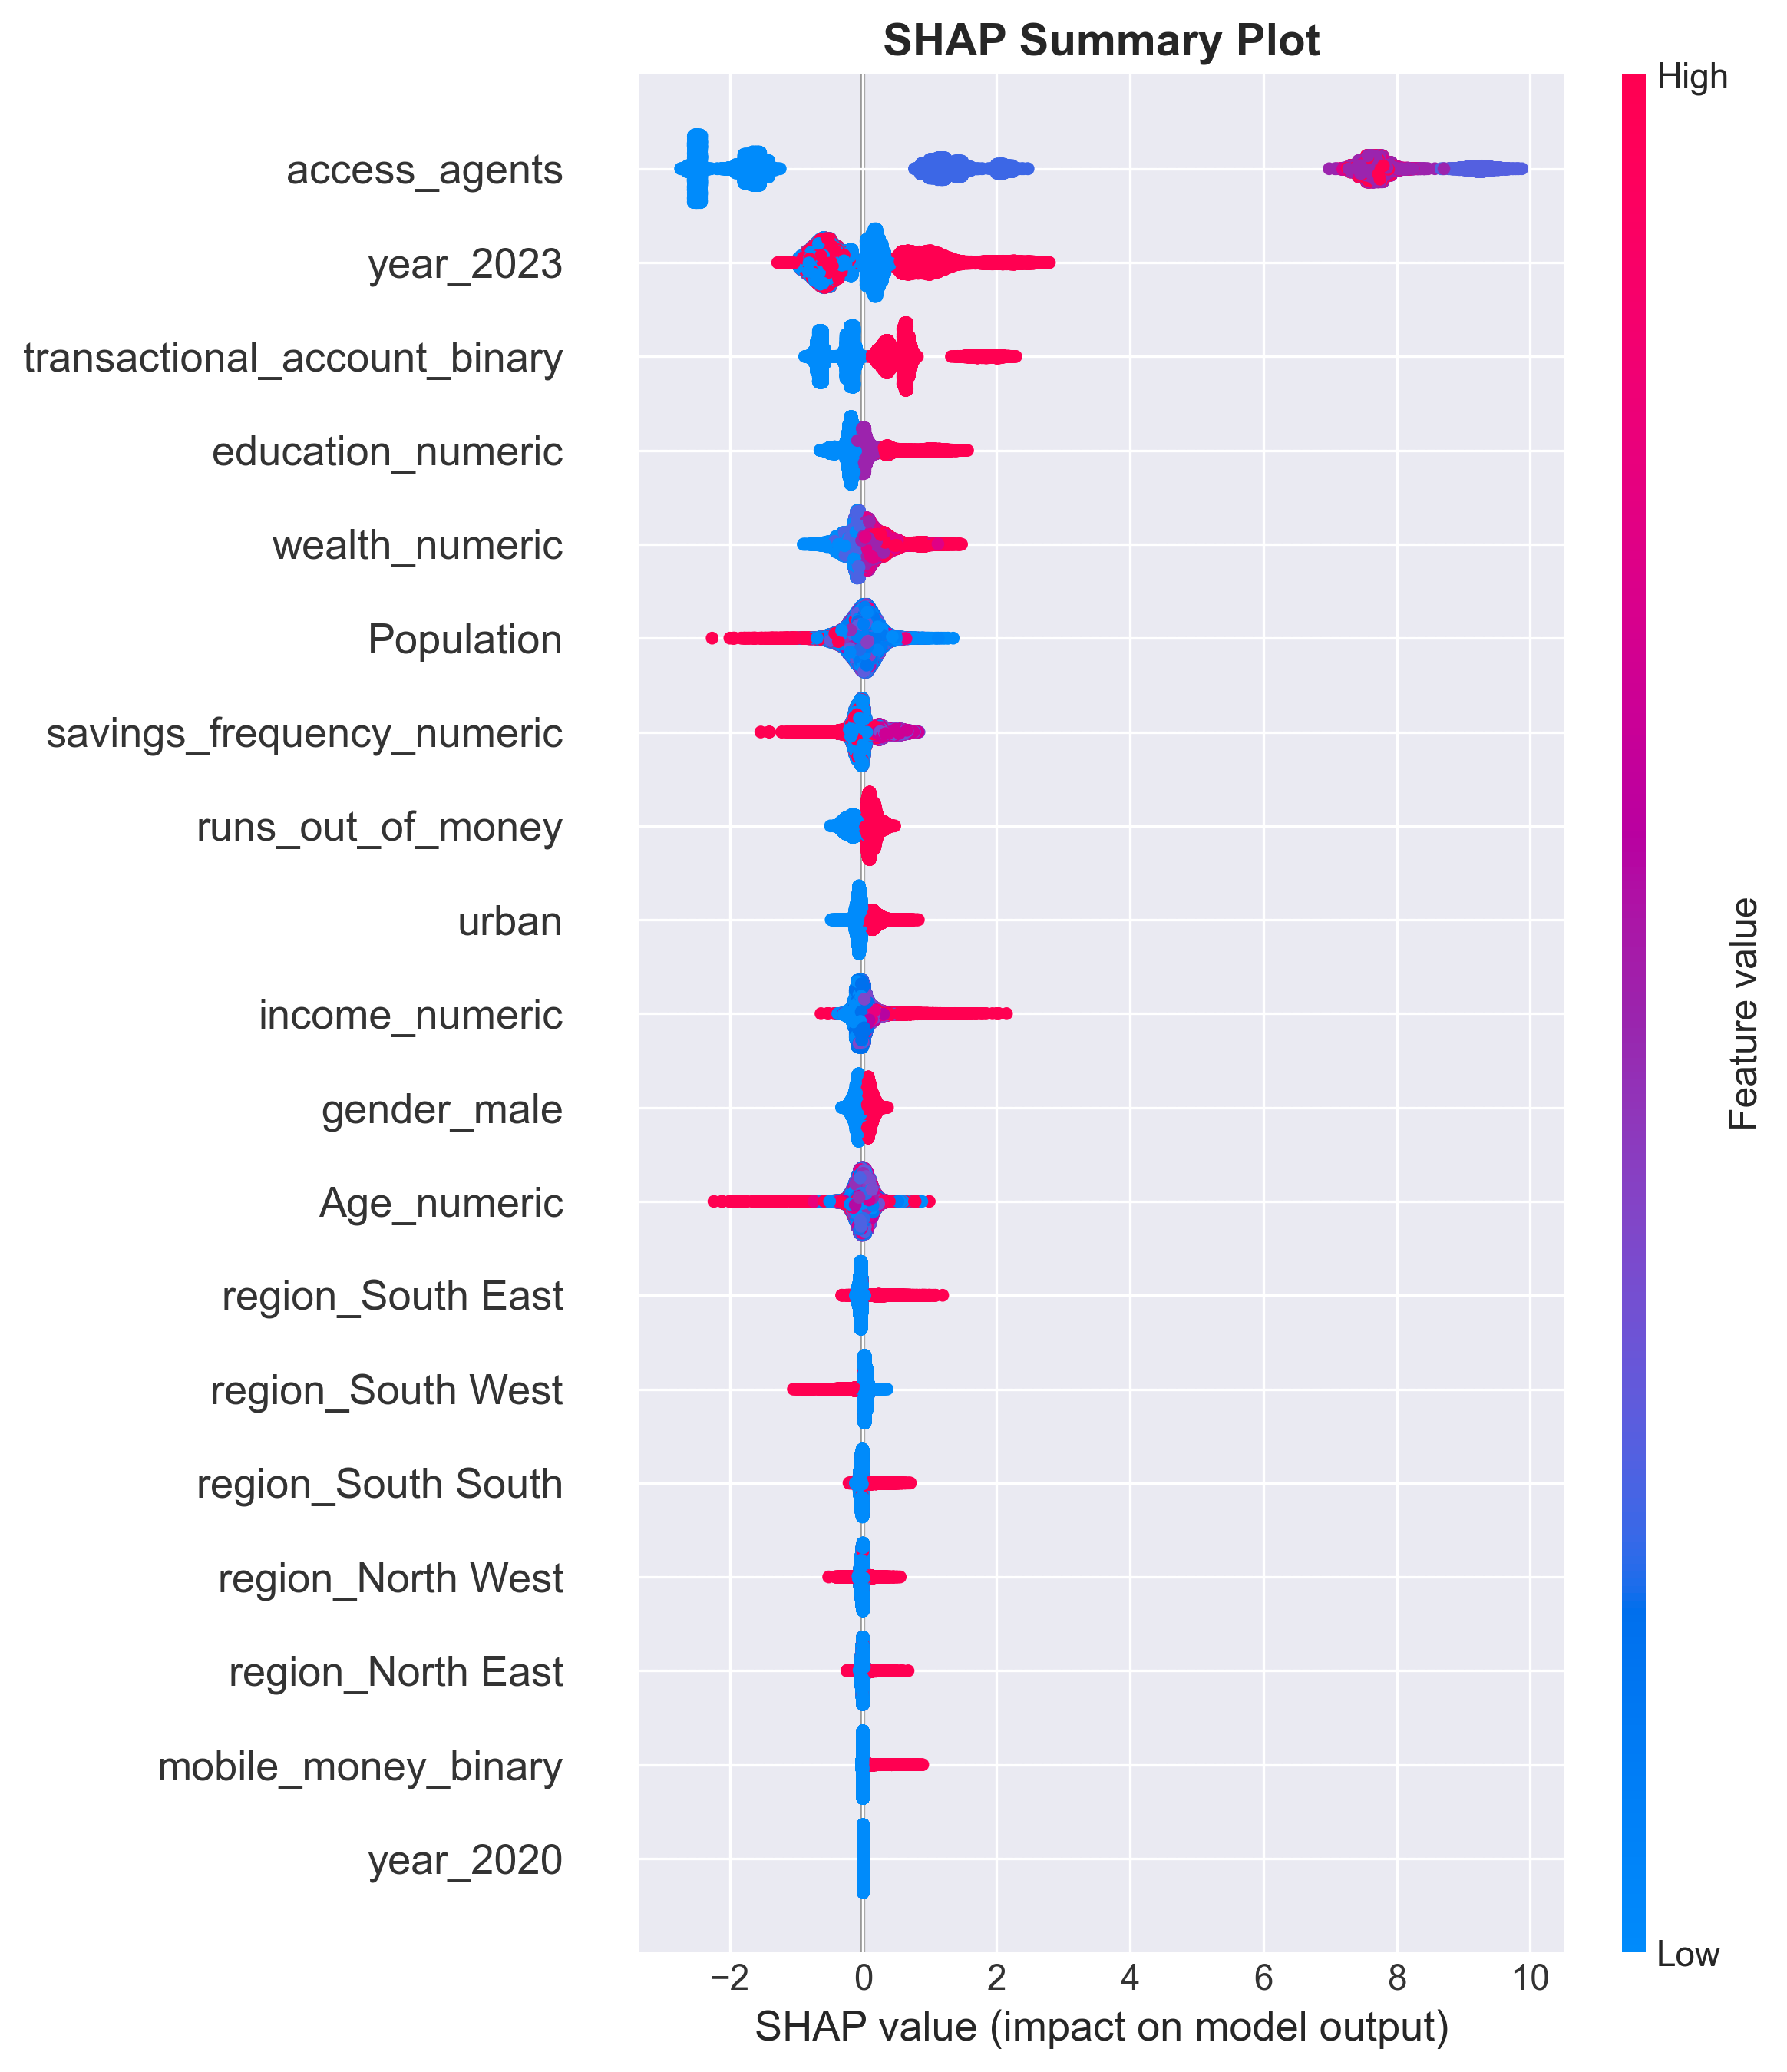 SHAP Summary Plot
High
access_agents
year_2023
transactional_account_binary
education_numeric
wealth_numeric
Population
savings_frequency_numeric
runs_out_of_money
urban
income_numeric
gender_male
Age_numeric
region_South East
region_South West
region_South South
region_North West
region_North East
mobile_money_binary
year_2020
Feature value
Low
−2 0 2 4 6 8 10
SHAP value (impact on model output)